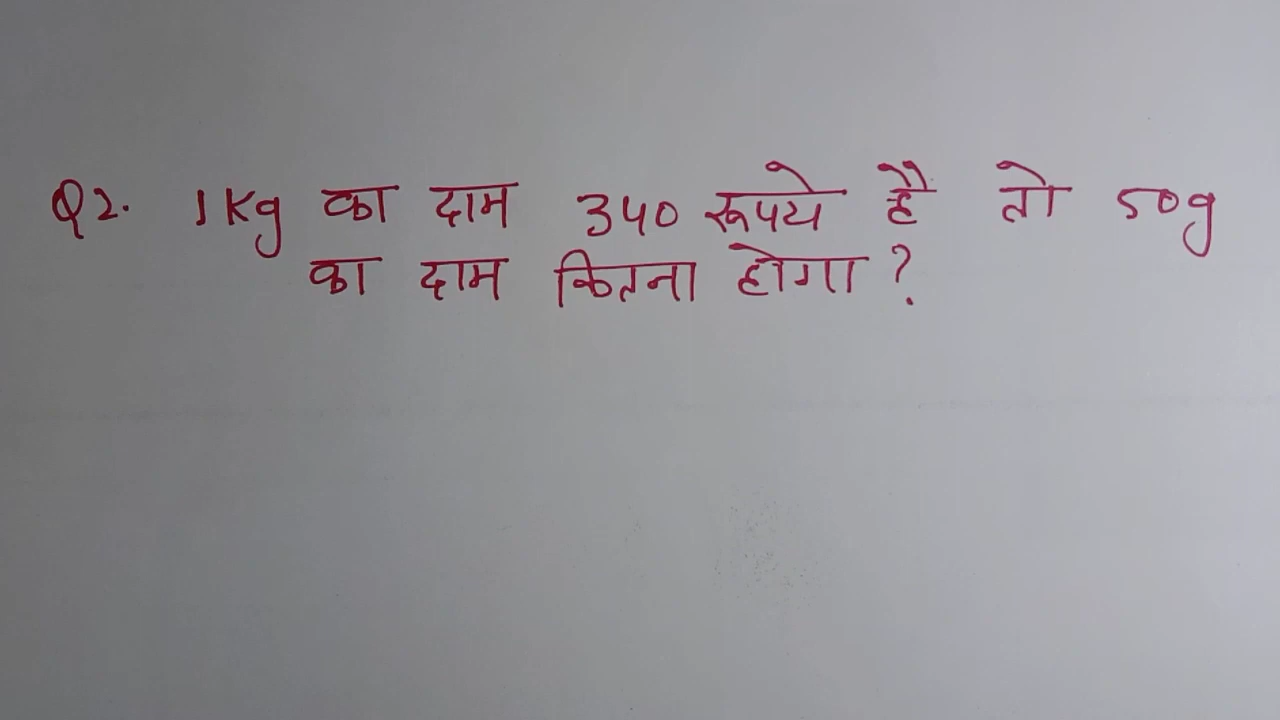 Q2. 1Kg का दाम 340 रूपये है तो 50g
का दाम कितना होगा ?